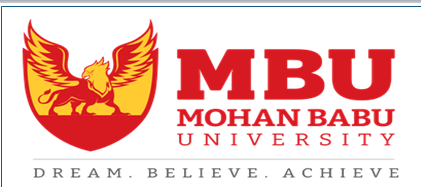 MBU
MOHAN BABU
UNIVERSITY
DREAM. BELIEVE. ACHIEVE